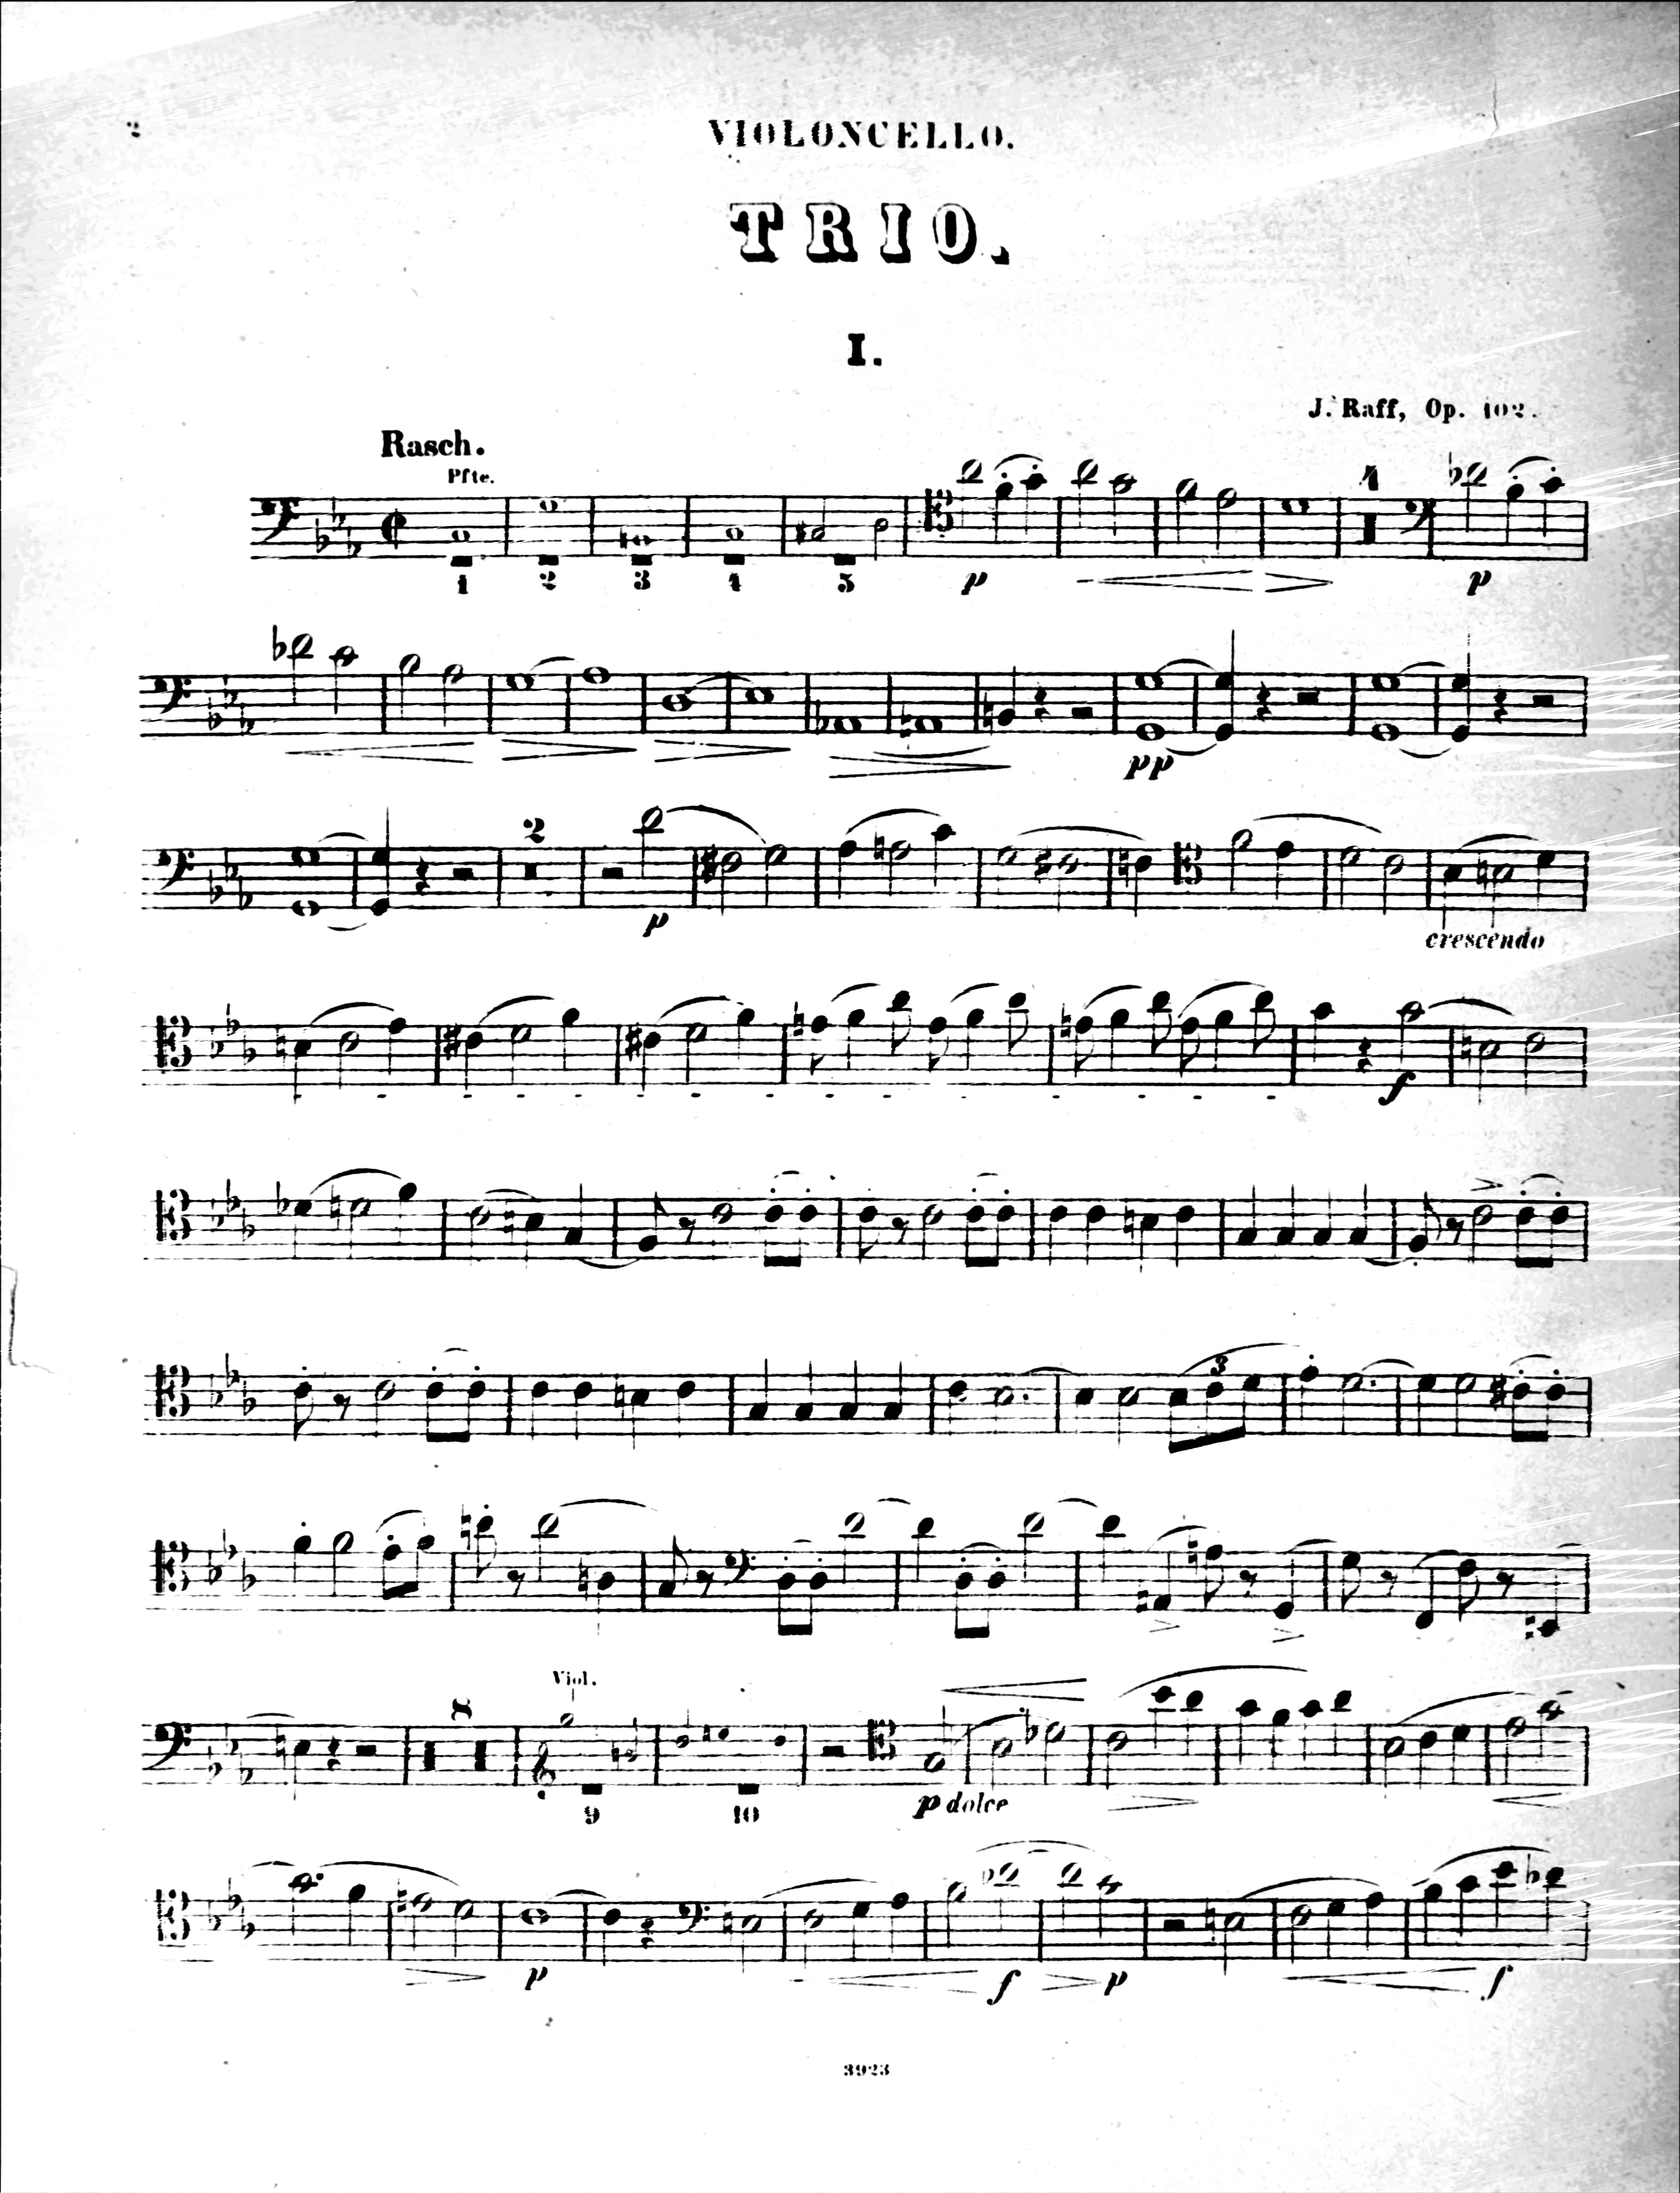 2
VIOLONCELLO.
TRIO.
I.
J. Raff, Op. 102.
Rasch.
Pfte.
1
p
p
1 2 3 4 5
pp
2
p
crescendo
f
3
8
Viol.
9 10
p dolce
p f p f
3923